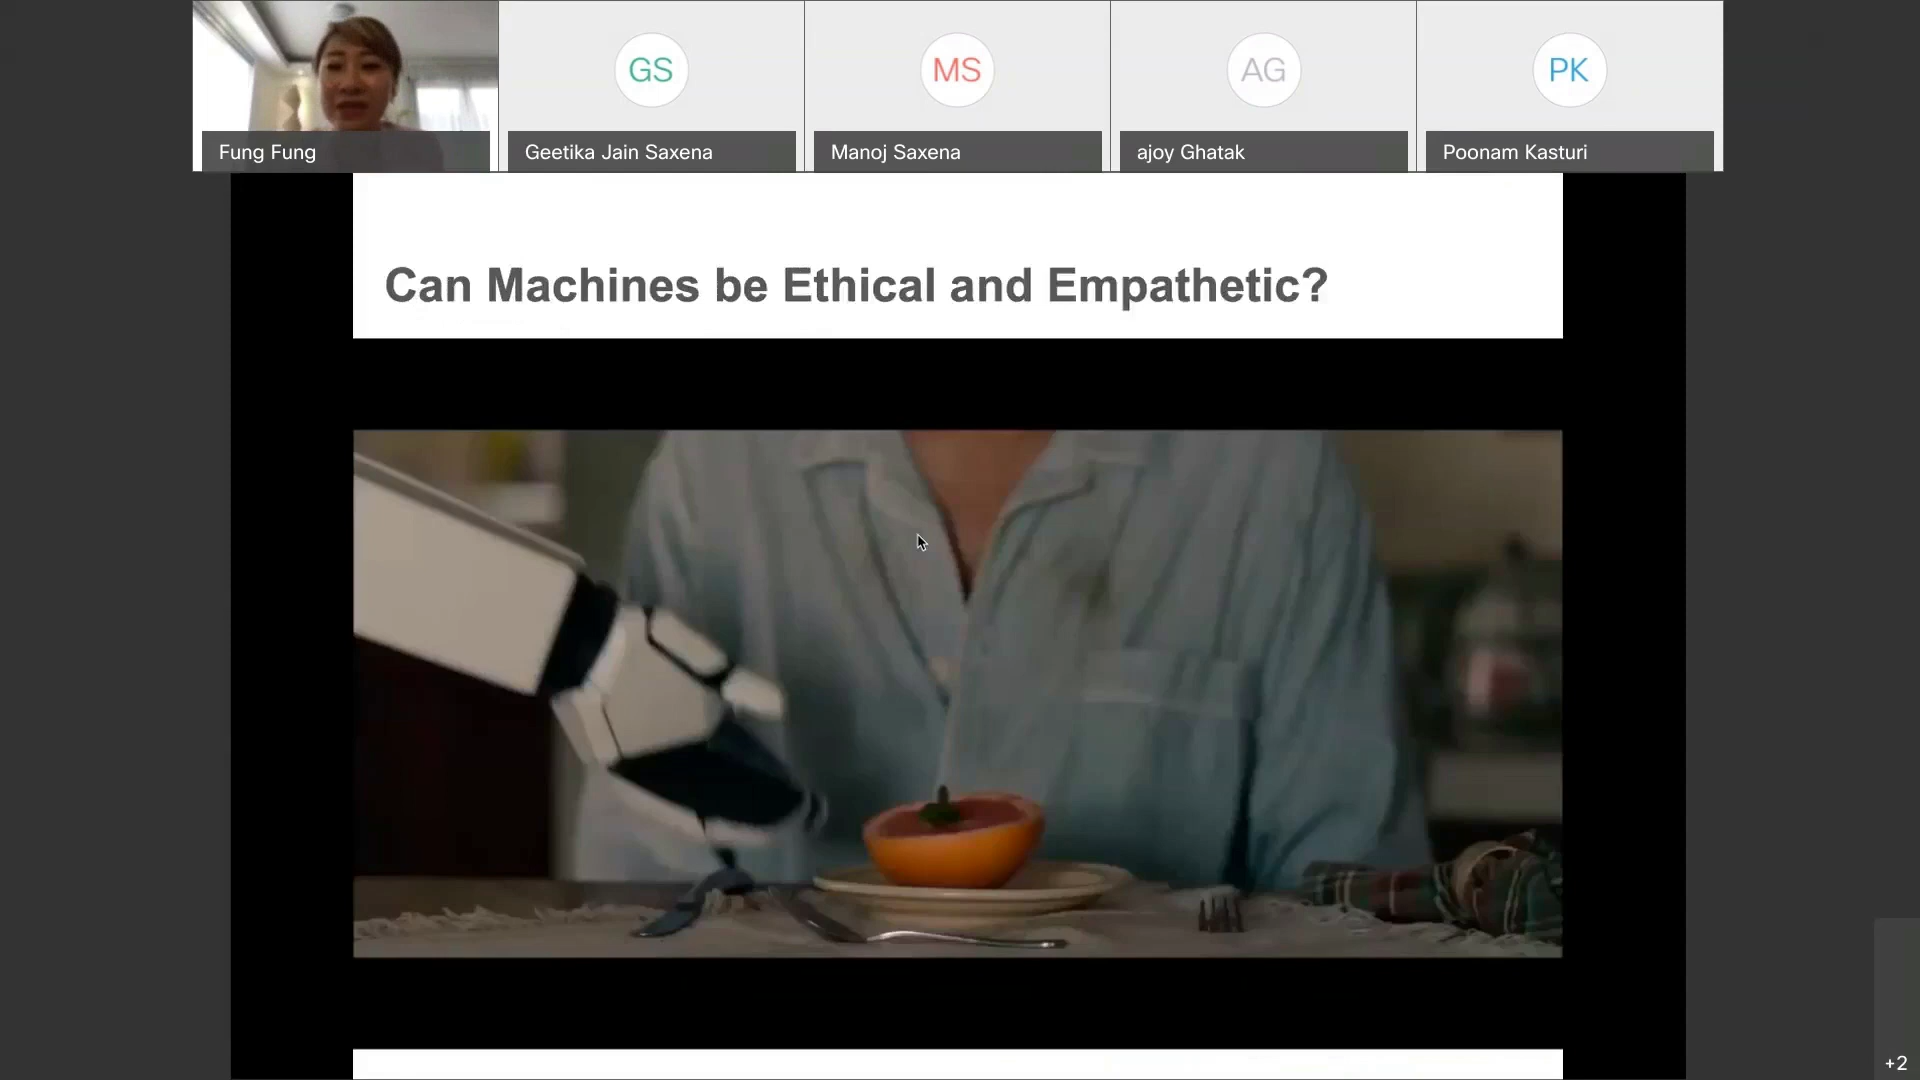 GS
MS
AG
PK
Fung Fung
Geetika Jain Saxena
Manoj Saxena
ajoy Ghatak
Poonam Kasturi
Can Machines be Ethical and Empathetic?
+2